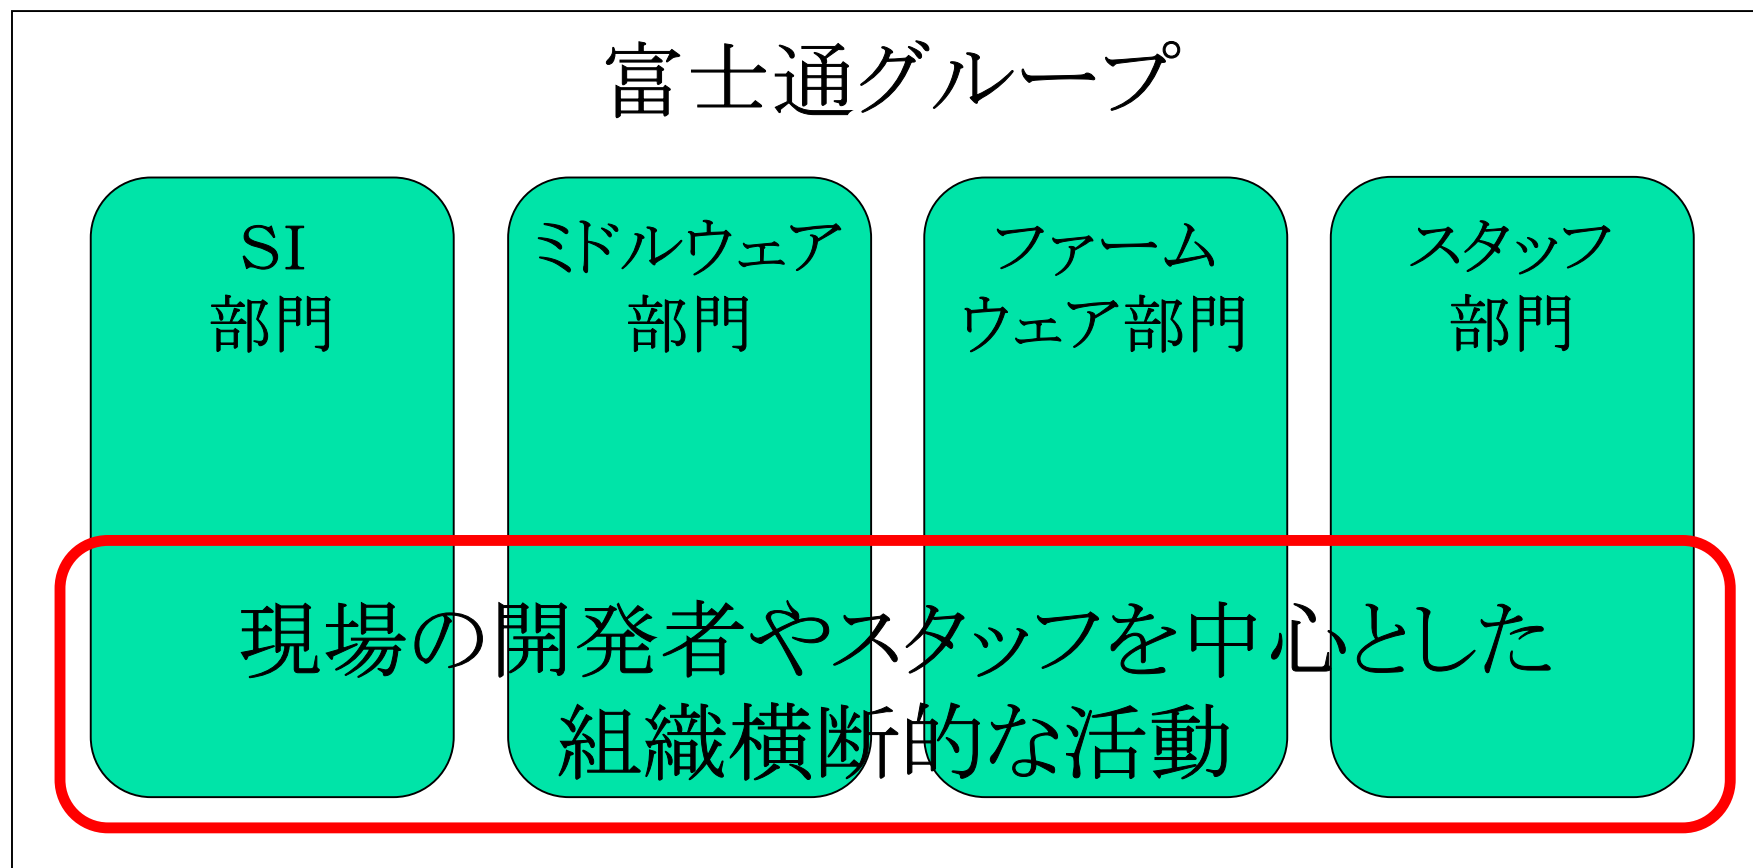 富士通グループ
SI
部門
ミドルウェア
部門
ファーム
ウェア部門
スタッフ
部門
現場の開発者やスタッフを中心とした
組織横断的な活動